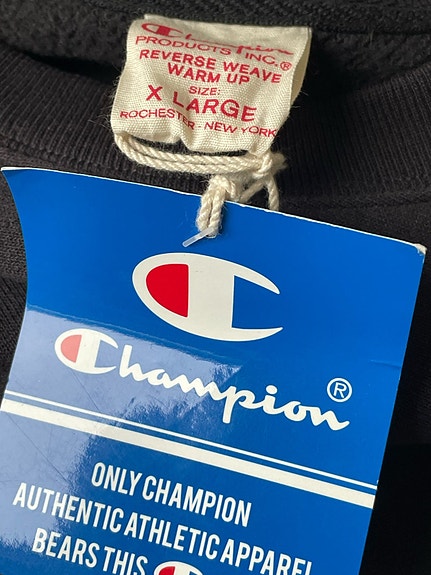 Champion
PRODUCTS INC.®
REVERSE WEAVE
WARM UP
SIZE:
X LARGE
ROCHESTER - NEW YORK
Champion®
ONLY CHAMPION
AUTHENTIC ATHLETIC APPAREL
BEARS THIS